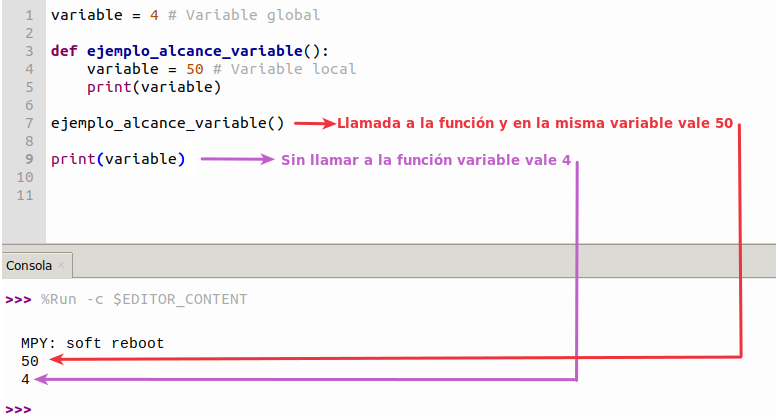 1 variable = 4 # Variable global
2
3 def ejemplo_alcance_variable():
4     variable = 50 # Variable local
5     print(variable)
6
7 ejemplo_alcance_variable() Llamada a la función y en la misma variable vale 50
8
9 print(variable) Sin llamar a la función variable vale 4
10
11
Consola ×
>>> %Run -c $EDITOR_CONTENT
MPY: soft reboot
50
4
>>>